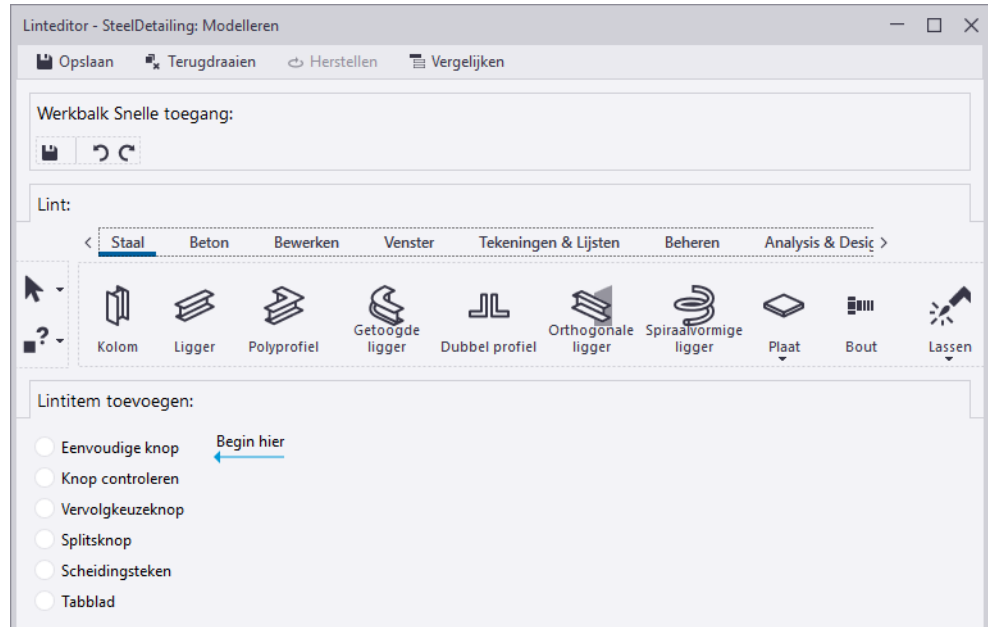 Linteditor - SteelDetailing: Modelleren
Opslaan Terugdraaien Herstellen Vergelijken
Werkbalk Snelle toegang:
Lint:
Staal Beton Bewerken Venster Tekeningen & Lijsten Beheren Analysis & Desig
Kolom
Ligger
Polyprofiel
Getoogde
ligger
Dubbel profiel
Orthogonale
ligger
Spiraalvormige
ligger
Plaat
Bout
Lassen
Lintitem toevoegen:
Eenvoudige knop Begin hier
Knop controleren
Vervolgkeuzeknop
Splitsknop
Scheidingsteken
Tabblad